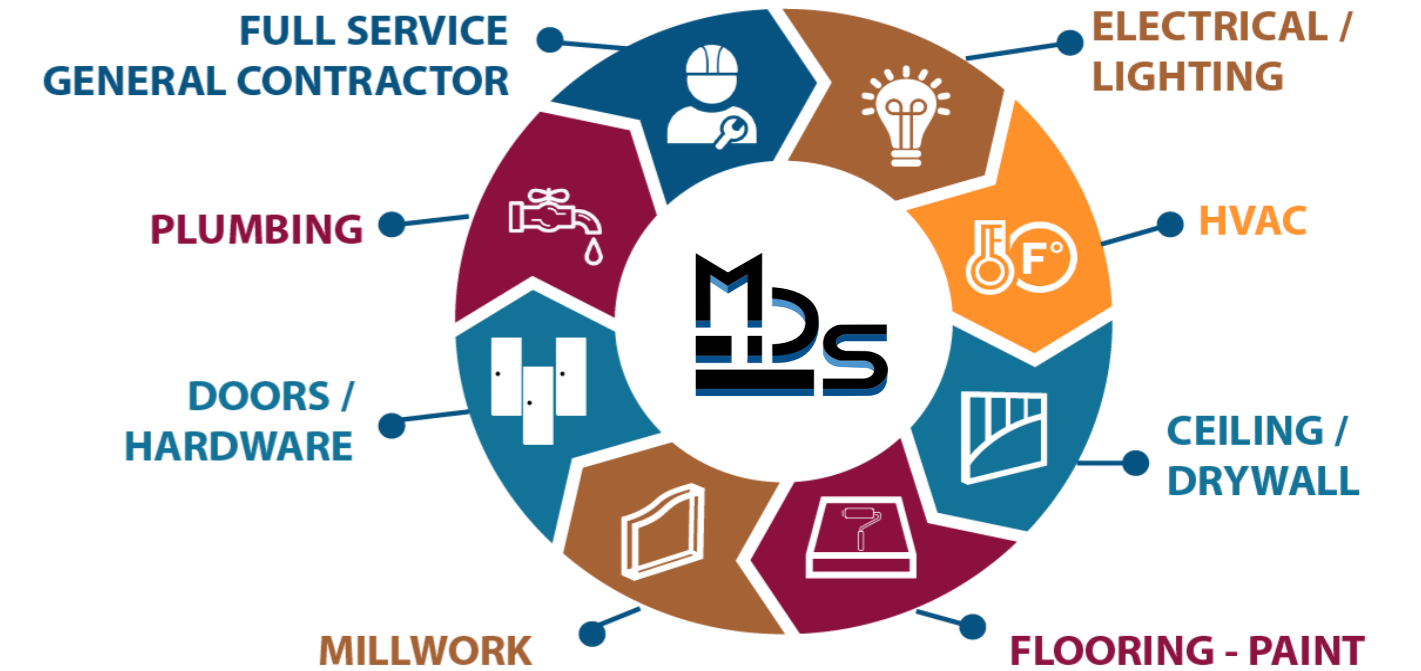 FULL SERVICE
GENERAL CONTRACTOR
ELECTRICAL /
LIGHTING
HVAC
F°
CEILING /
DRYWALL
FLOORING - PAINT
MILLWORK
DOORS /
HARDWARE
PLUMBING
MDS